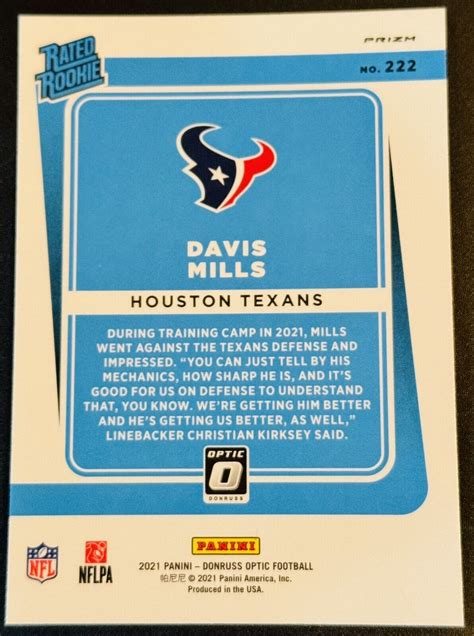 RATED
ROOKIE
PRIZM
NO. 222
DAVIS
MILLS
HOUSTON TEXANS
DURING TRAINING CAMP IN 2021, MILLS
WENT AGAINST THE TEXANS DEFENSE AND
IMPRESSED. “YOU CAN JUST TELL BY HIS
MECHANICS, HOW SHARP HE IS, AND IT’S
GOOD FOR US ON DEFENSE TO UNDERSTAND
THAT, YOU KNOW. WE’RE GETTING HIM BETTER
AND HE’S GETTING US BETTER, AS WELL,”
LINEBACKER CHRISTIAN KIRKSEY SAID.
OPTIC
DONRUSS
NFL
NFLPA
PANINI
2021 PANINI – DONRUSS OPTIC FOOTBALL
帕尼尼 © 2021 Panini America, Inc.
Produced in the USA.